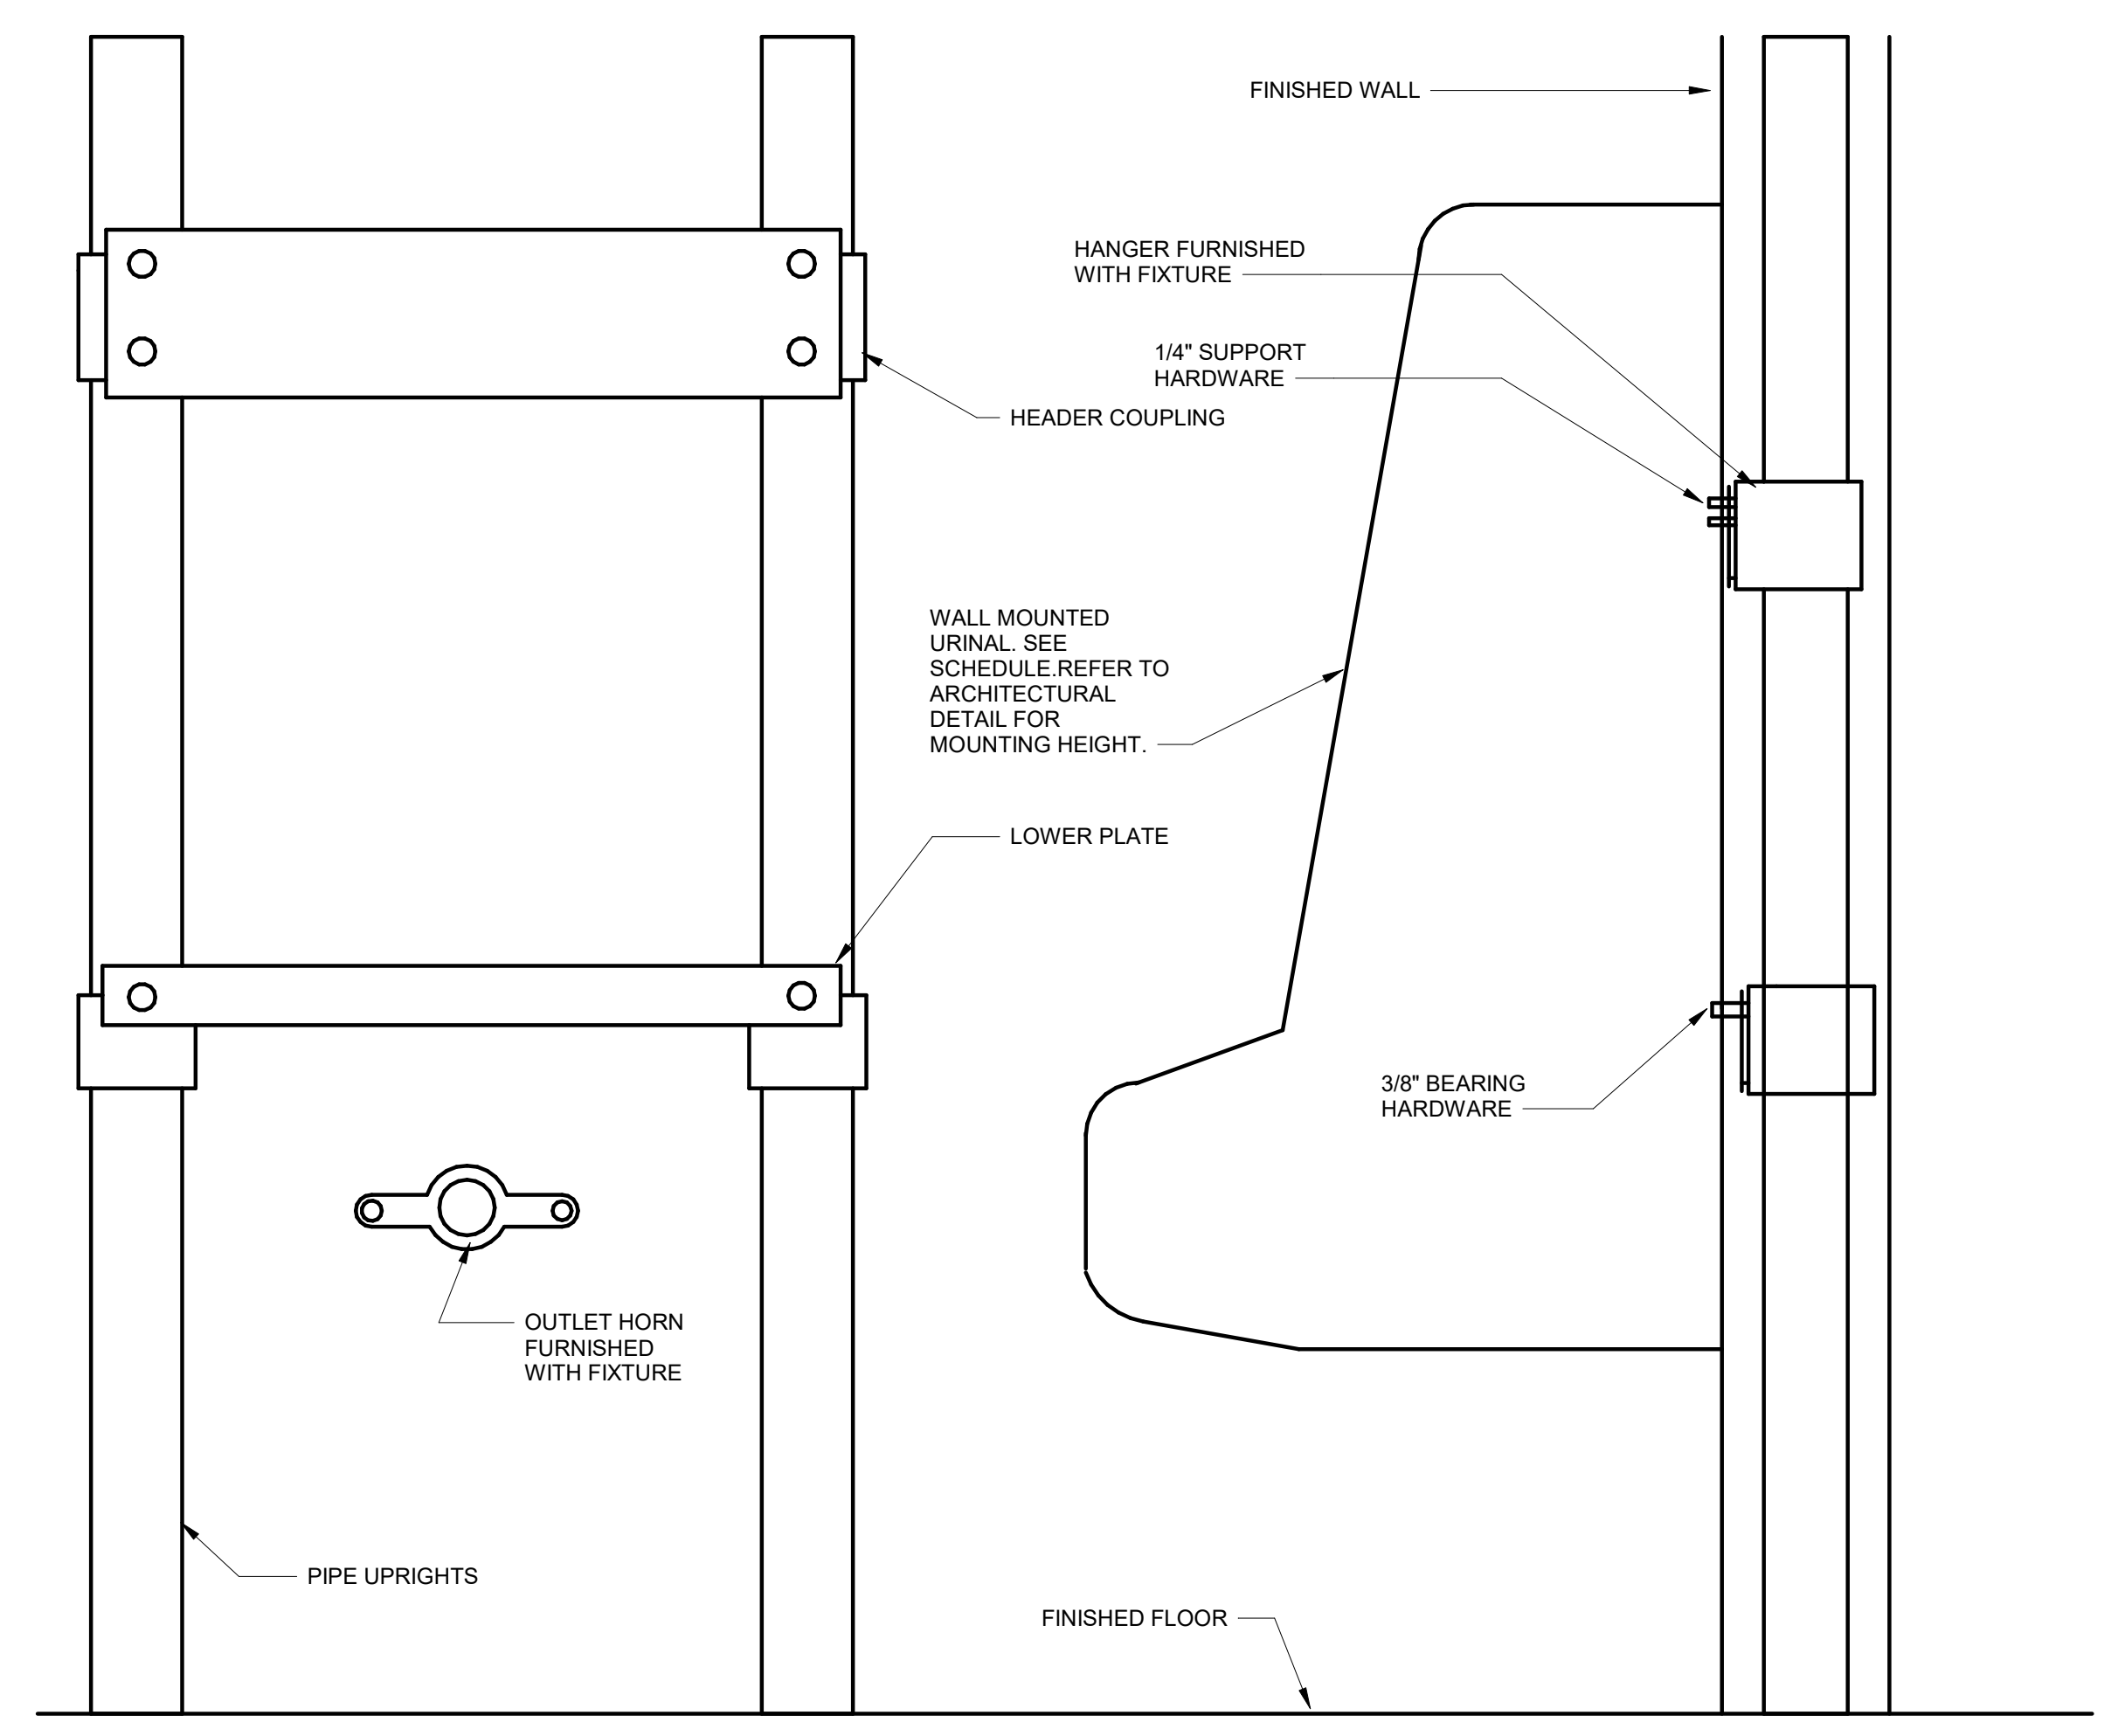 FINISHED WALL
HANGER FURNISHED
WITH FIXTURE
1/4" SUPPORT
HARDWARE
HEADER COUPLING
WALL MOUNTED
URINAL. SEE
SCHEDULE.REFER TO
ARCHITECTURAL
DETAIL FOR
MOUNTING HEIGHT.
LOWER PLATE
3/8" BEARING
HARDWARE
OUTLET HORN
FURNISHED
WITH FIXTURE
PIPE UPRIGHTS
FINISHED FLOOR